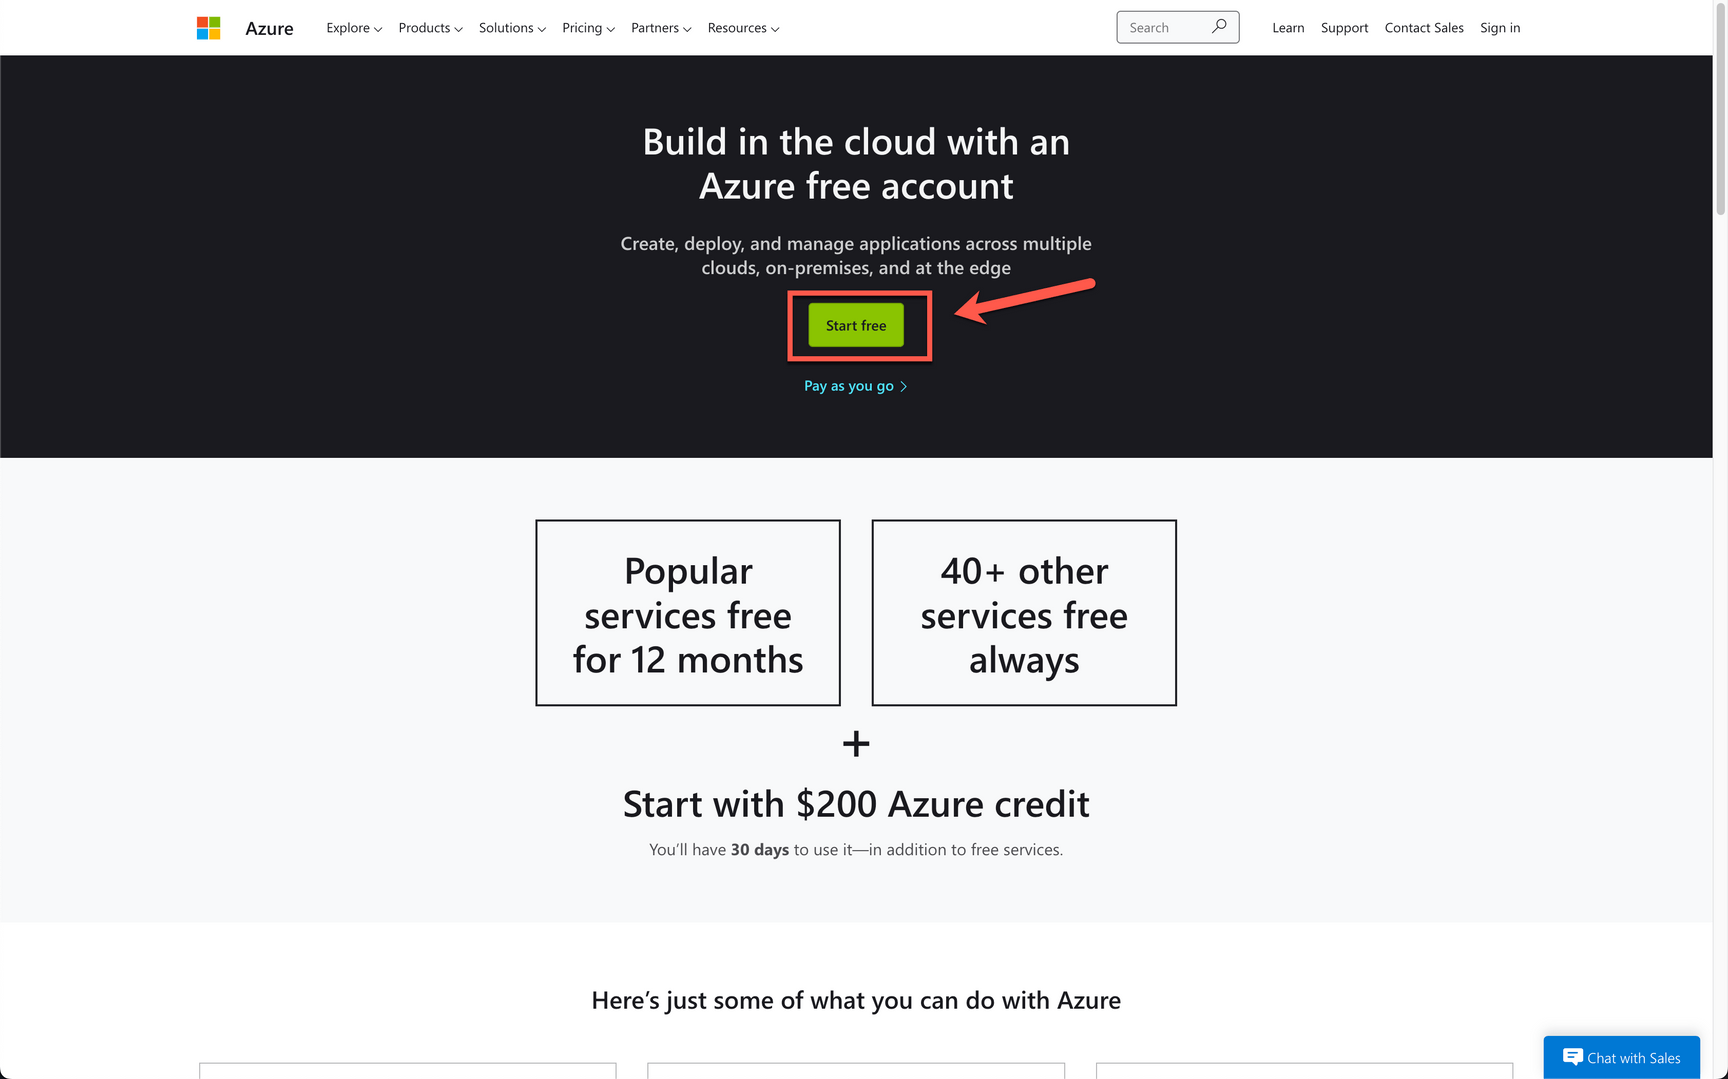 Azure
Explore
Products
Solutions
Pricing
Partners
Resources
Search
Learn
Support
Contact Sales
Sign in
Build in the cloud with an
Azure free account
Create, deploy, and manage applications across multiple
clouds, on-premises, and at the edge
Start free
Pay as you go
Popular
services free
for 12 months
40+ other
services free
always
+
Start with $200 Azure credit
You’ll have 30 days to use it—in addition to free services.
Here’s just some of what you can do with Azure
Chat with Sales